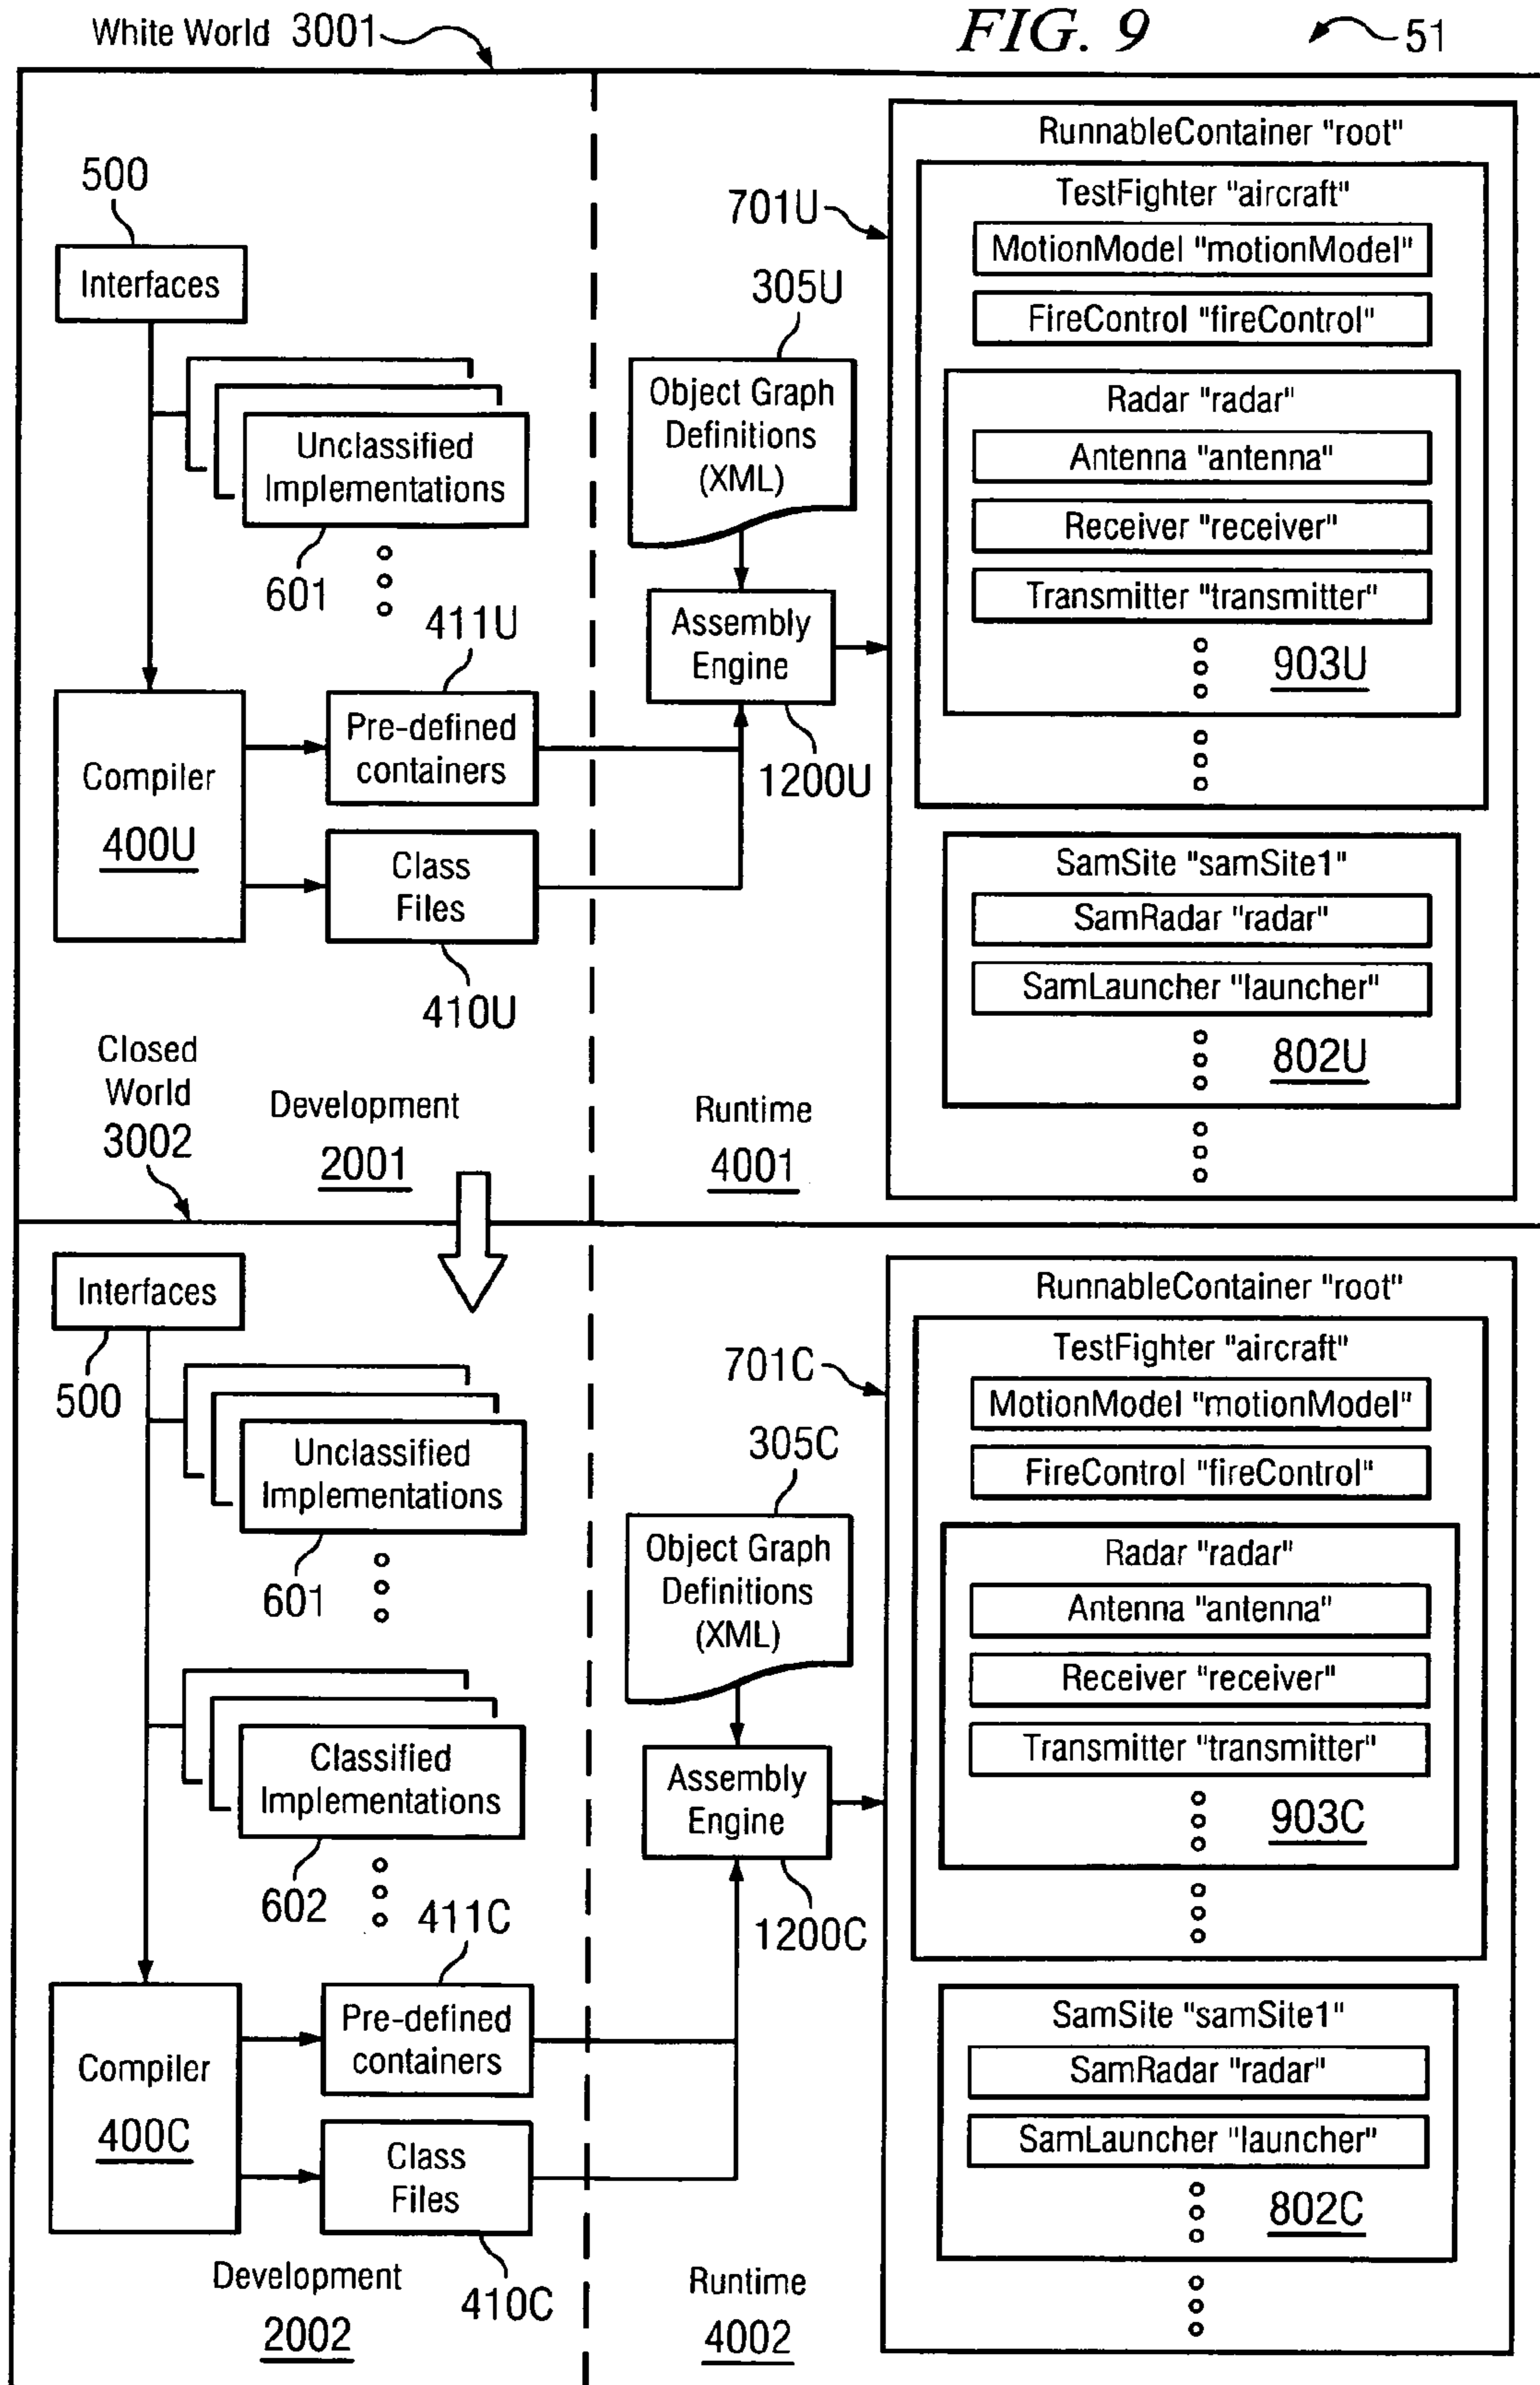 White World 3001
FIG. 9
51
500
Interfaces
Unclassified
Implementations
601
411U
Compiler
400U
Pre-defined
containers
Class
Files
410U
Closed
World
3002
Development
2001
701U
305U
Object Graph
Definitions
(XML)
Assembly
Engine
1200U
Runtime
4001
RunnableContainer "root"
TestFighter "aircraft"
MotionModel "motionModel"
FireControl "fireControl"
Radar "radar"
Antenna "antenna"
Receiver "receiver"
Transmitter "transmitter"
903U
SamSite "samSite1"
SamRadar "radar"
SamLauncher "launcher"
802U
Interfaces
500
Unclassified
Implementations
601
Classified
Implementations
602
411C
Compiler
400C
Pre-defined
containers
Class
Files
410C
Development
2002
701C
305C
Object Graph
Definitions
(XML)
Assembly
Engine
1200C
Runtime
4002
RunnableContainer "root"
TestFighter "aircraft"
MotionModel "motionModel"
FireControl "fireControl"
Radar "radar"
Antenna "antenna"
Receiver "receiver"
Transmitter "transmitter"
903C
SamSite "samSite1"
SamRadar "radar"
SamLauncher "launcher"
802C